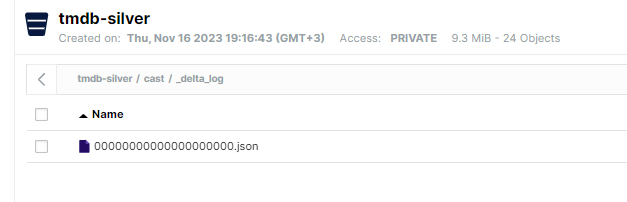 tmdb-silver
Created on: Thu, Nov 16 2023 19:16:43 (GMT+3) Access: PRIVATE 9.3 MiB - 24 Objects
tmdb-silver / cast / _delta_log
Name
00000000000000000000.json